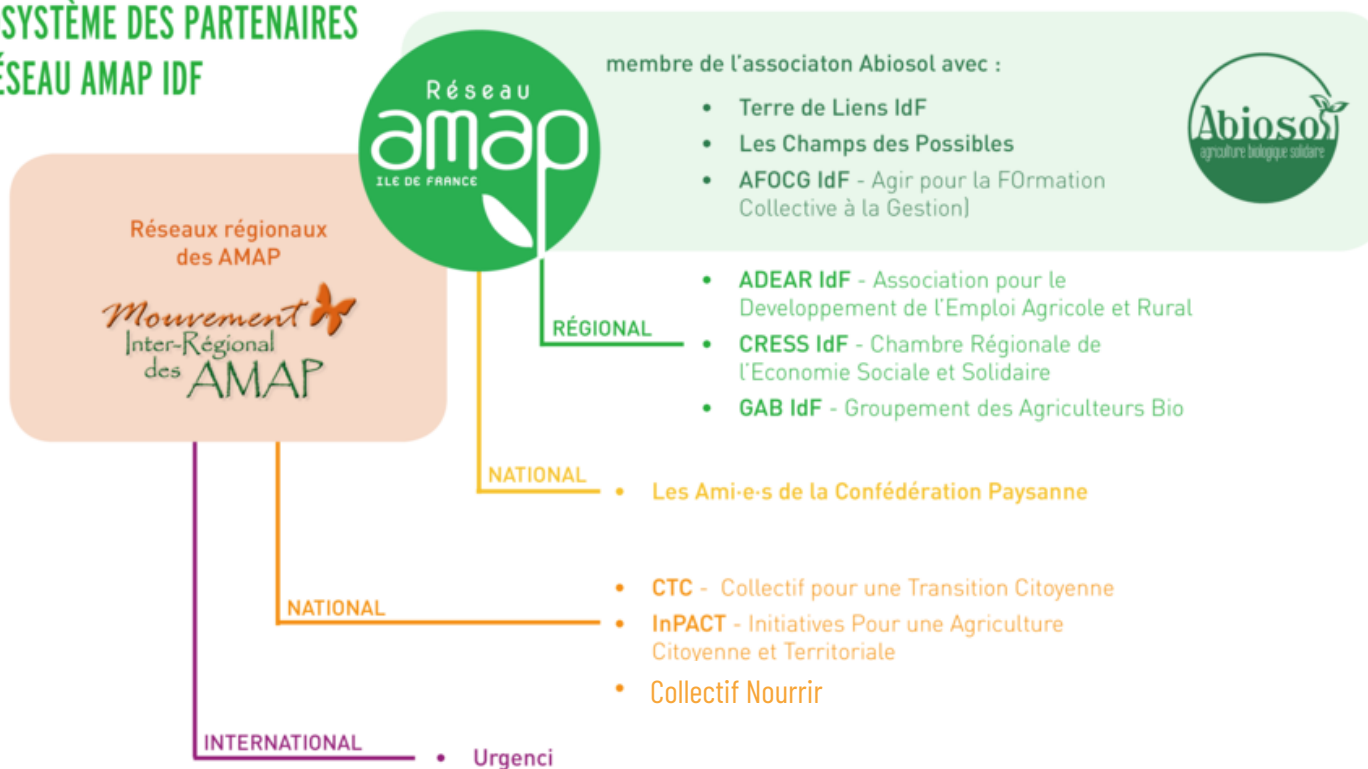 SYSTÈME DES PARTENAIRES
ÉSEAU AMAP IDF
Réseau
amap
ILE DE FRANCE
membre de l'associaton Abiosol avec :
• Terre de Liens IdF
• Les Champs des Possibles
• AFOCG IdF - Agir pour la FOrmation
Collective à la Gestion)
Abiosol
agriculture biologique solidaire
Réseaux régionaux
des AMAP
Mouvement
Inter-Régional
des AMAP
RÉGIONAL
• ADEAR IdF - Association pour le
Developpement de l'Emploi Agricole et Rural
• CRESS IdF - Chambre Régionale de
l'Economie Sociale et Solidaire
• GAB IdF - Groupement des Agriculteurs Bio
NATIONAL
• Les Ami·e·s de la Confédération Paysanne
NATIONAL
• CTC - Collectif pour une Transition Citoyenne
• InPACT - Initiatives Pour une Agriculture
Citoyenne et Territoriale
• Collectif Nourrir
INTERNATIONAL
• Urgenci